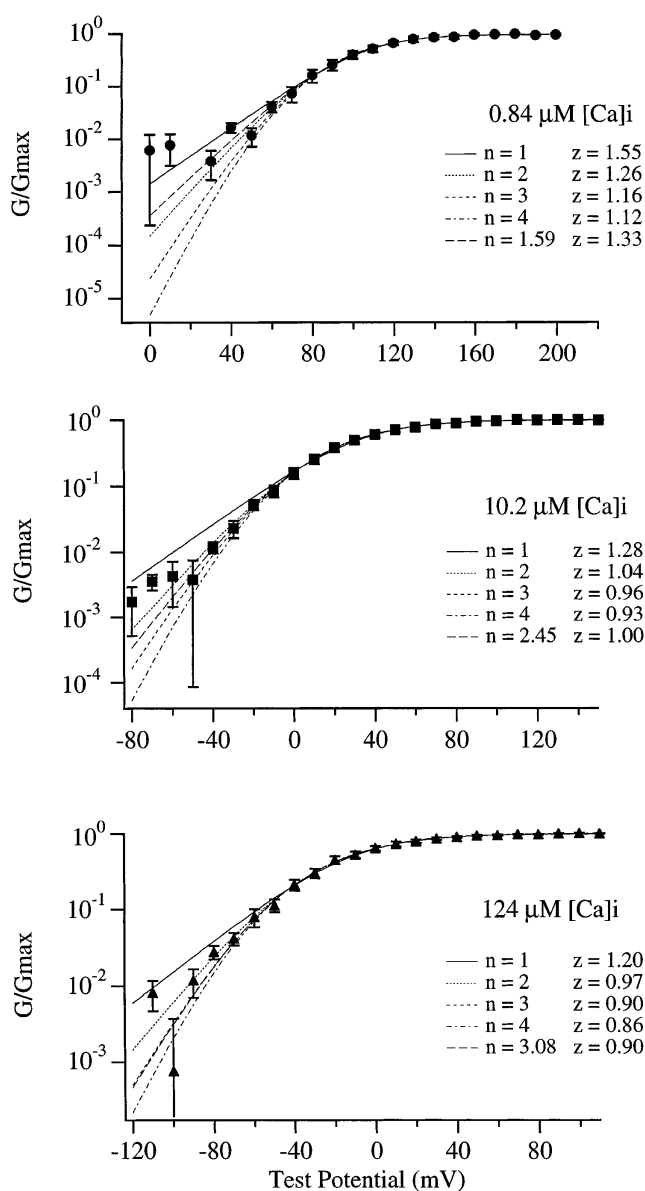 10^0
10^-1
10^-2
10^-3
10^-4
10^-5
G/Gmax
0.84 μM [Ca]i
n = 1 z = 1.55
n = 2 z = 1.26
n = 3 z = 1.16
n = 4 z = 1.12
n = 1.59 z = 1.33
0 40 80 120 160 200
10^0
10^-1
10^-2
10^-3
10^-4
G/Gmax
10.2 μM [Ca]i
n = 1 z = 1.28
n = 2 z = 1.04
n = 3 z = 0.96
n = 4 z = 0.93
n = 2.45 z = 1.00
-80 -40 0 40 80 120
10^0
10^-1
10^-2
10^-3
G/Gmax
124 μM [Ca]i
n = 1 z = 1.20
n = 2 z = 0.97
n = 3 z = 0.90
n = 4 z = 0.86
n = 3.08 z = 0.90
-120 -80 -40 0 40 80
Test Potential (mV)